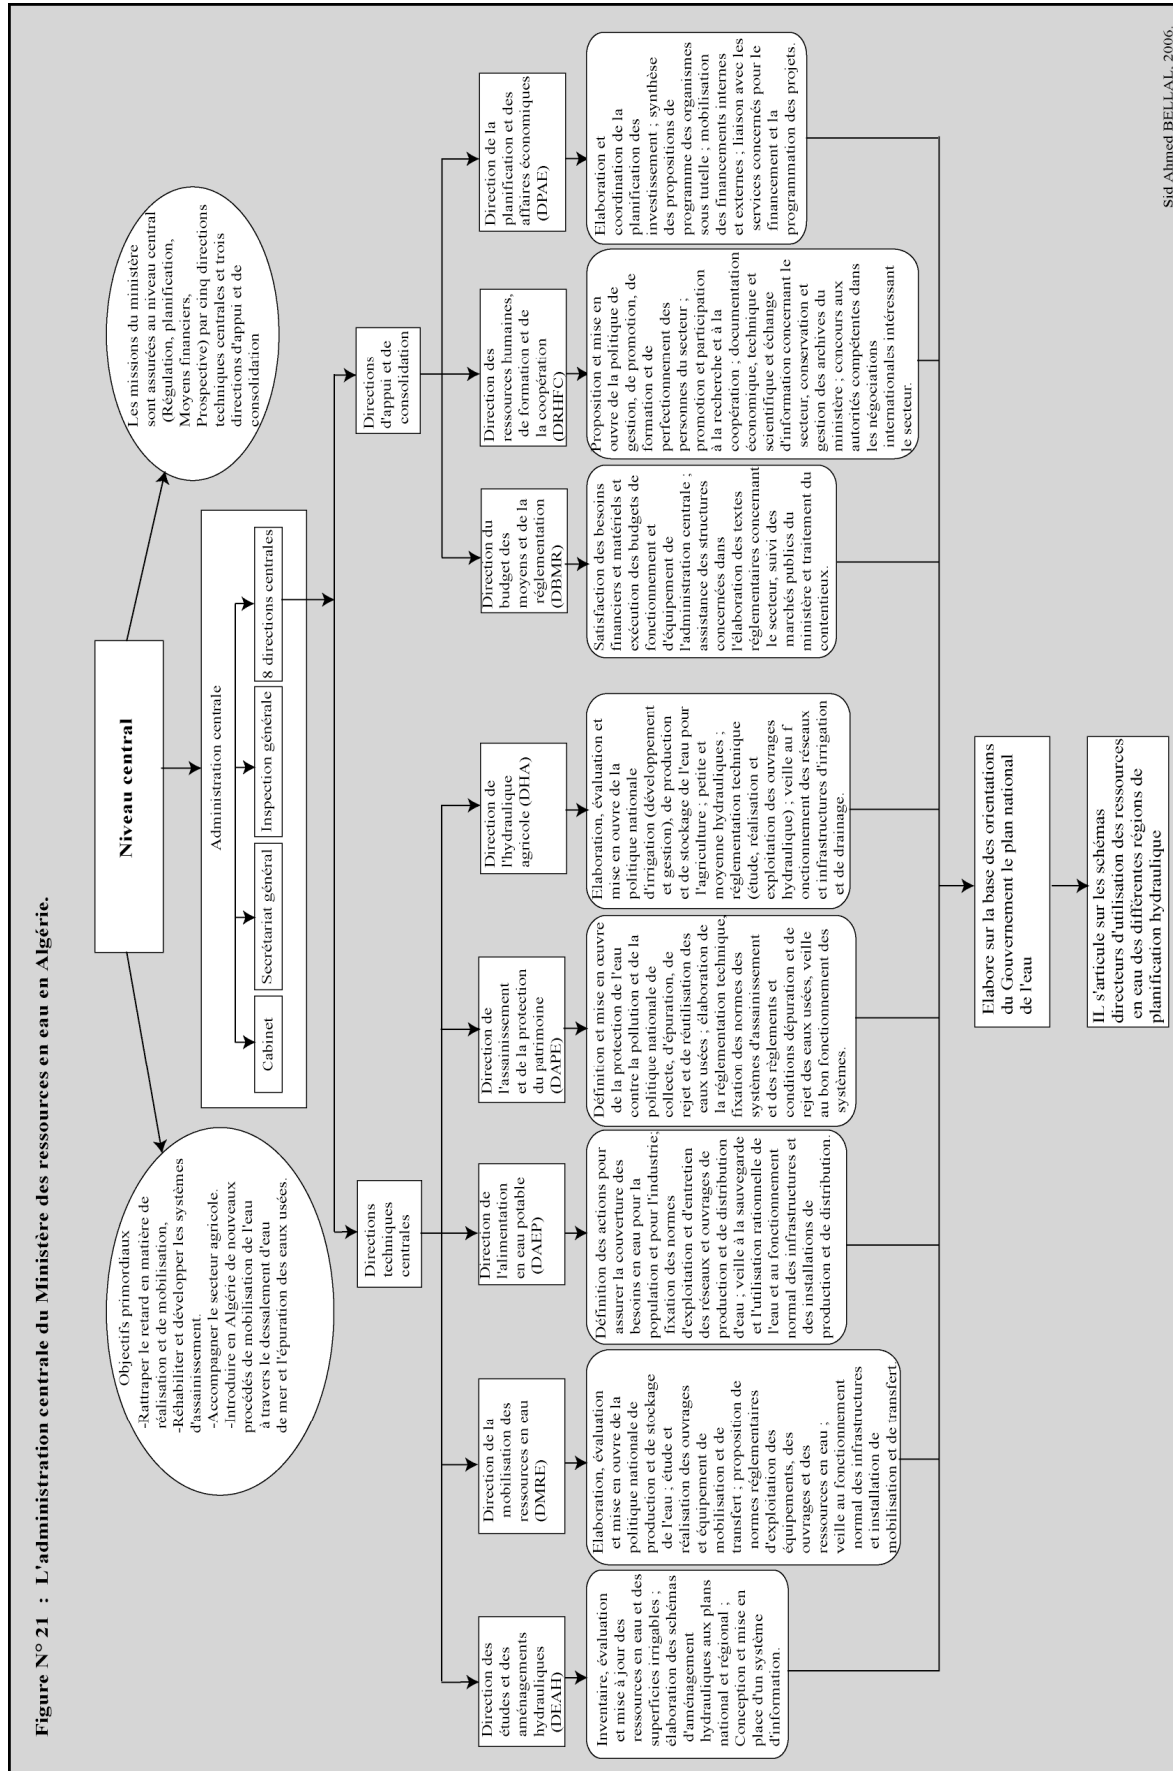 Figure N° 21 : L'administration centrale du Ministère des ressources en eau en Algérie.
Niveau central
Objectifs primordiaux
-Rattraper le retard en matière de
réalisation et de mobilisation,
-Réhabiliter et développer les systèmes
d'assainissement.
-Accompagner le secteur agricole.
-Introduire en Algérie de nouveaux
procédés de mobilisation de l'eau
à travers le dessalement d'eau
de mer et l'épuration des eaux usées.
Les missions du ministère
sont assurées au niveau central
(Régulation, planification,
Moyens financiers,
Prospective) par cinq directions
techniques centrales et trois
directions d'appui et de
consolidation
Administration centrale
Cabinet
Secrétariat général
Inspection générale
8 directions centrales
Directions
techniques
centrales
Directions
d'appui et de
consolidation
Direction des
études et des
aménagements
hydrauliques
(DEAH)
Direction de la
mobilisation des
ressources en eau
(DMRE)
Direction de
l'alimentation
en eau potable
(DAEP)
Direction de
l'assainissement
et de la protection
du patrimoine
(DAPE)
Direction de
l'hydraulique
agricole (DHA)
Direction du
budget des
moyens et de la
réglementation
(DBMR)
Direction des
ressources humaines,
de formation et de
la coopération
(DRHFC)
Direction de la
planification et des
affaires économiques
(DPAE)
Inventaire, évaluation
et mise à jour des
ressources en eau et des
superficies irrigables ;
élaboration des schémas
d'aménagement
hydrauliques aux plans
national et régional ;
Conception et mise en
place d'un système
d'information.
Elaboration, évaluation
et mise en ouvre de la
politique nationale de
production et de stockage
de l'eau ; étude et
réalisation des ouvrages
et équipement de
mobilisation et de
transfert ; proposition de
normes réglementaires
d'exploitation des
équipements, des
ouvrages et des
ressources en eau ;
veille au fonctionnement
normal des infrastructures
et installation de
mobilisation et de transfert
Définition des actions pour
assurer la couverture des
besoins en eau pour la
population et pour l'industrie;
fixation des normes
d'exploitation et d'entretien
des réseaux et ouvrages de
production et de distribution
d'eau ; veille à la sauvegarde
et l'utilisation rationnelle de
l'eau et au fonctionnement
normal des infrastructures et
des installations de
production et de distribution.
Définition et mise en œuvre
de la protection de l'eau
contre la pollution et de la
politique nationale de
collecte, d'épuration, de
rejet et de réutilisation des
eaux usées ; élaboration de
la réglementation technique,
fixation des normes des
systèmes d'assainissement
et des règlements et
conditions dépuration et de
rejet des eaux usées, veille
au bon fonctionnement des
systèmes.
Elaboration, évaluation et
mise en ouvre de la
politique nationale
d'irrigation (développement
et gestion), de production
et de stockage de l'eau pour
l'agriculture ; petite et
moyenne hydrauliques ;
réglementation technique
(étude, réalisation et
exploitation des ouvrages
hydraulique) ; veille au f
onctionnement des réseaux
et infrastructures d'irrigation
et de drainage.
Satisfaction des besoins
financiers et matériels et
exécution des budgets de
fonctionnement et
d'équipement de
l'administration centrale ;
assistance des structures
concernées dans
l'élaboration des textes
réglementaires concernant
le secteur, suivi des
marchés publics du
ministère et traitement du
contentieux.
Proposition et mise en
ouvre de la politique de
gestion, de promotion, de
formation et de
perfectionnement des
personnes du secteur ;
promotion et participation
à la recherche et à la
coopération ; documentation
économique, technique et
scientifique et échange
d'information concernant le
secteur, conservation et
gestion des archives du
ministère ; concours aux
autorités compétentes dans
les négociations
internationales intéressant
le secteur.
Elaboration et
coordination de la
planification des
investissement ; synthèse
des propositions de
programme des organismes
sous tutelle ; mobilisation
des financements internes
et externes ; liaison avec les
services concernés pour le
financement et la
programmation des projets.
Elabore sur la base des orientations
du Gouvernement le plan national
de l'eau
IL s'articule sur les schémas
directeurs d'utilisation des ressources
en eau des différentes régions de
planification hydraulique
Sid Ahmed BELLAL, 2006.